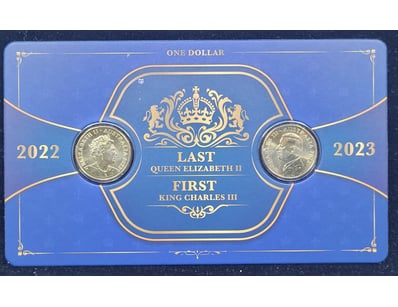 ONE DOLLAR
2022
2023
LAST
QUEEN ELIZABETH II
FIRST
KING CHARLES III